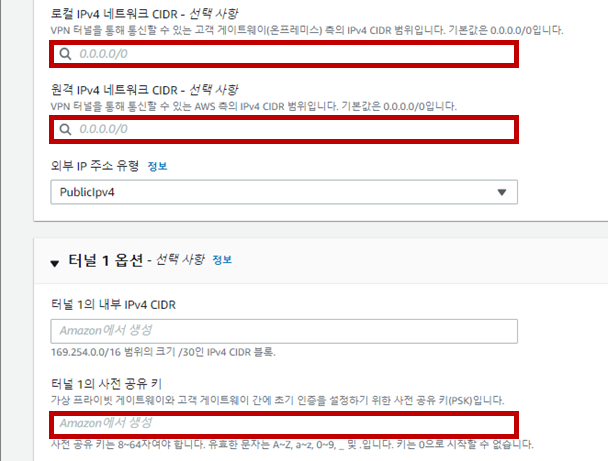 로컬 IPv4 네트워크 CIDR - 선택 사항
VPN 터널을 통해 통신할 수 있는 고객 게이트웨이(온프레미스) 측의 IPv4 CIDR 범위입니다. 기본값은 0.0.0.0/0입니다.
0.0.0.0/0
원격 IPv4 네트워크 CIDR - 선택 사항
VPN 터널을 통해 통신할 수 있는 AWS 측의 IPv4 CIDR 범위입니다. 기본값은 0.0.0.0/0입니다.
0.0.0.0/0
외부 IP 주소 유형 정보
PublicIpv4
터널 1 옵션 - 선택 사항 정보
터널 1의 내부 IPv4 CIDR
Amazon에서 생성
169.254.0.0/16 범위의 크기 /30인 IPv4 CIDR 블록.
터널 1의 사전 공유 키
가상 프라이빗 게이트웨이와 고객 게이트웨이 간에 초기 인증을 설정하기 위한 사전 공유 키(PSK)입니다.
Amazon에서 생성
사전 공유 키는 8~64자여야 합니다. 유효한 문자는 A~Z, a~z, 0~9, _ 및 .입니다. 키는 0으로 시작할 수 없습니다.